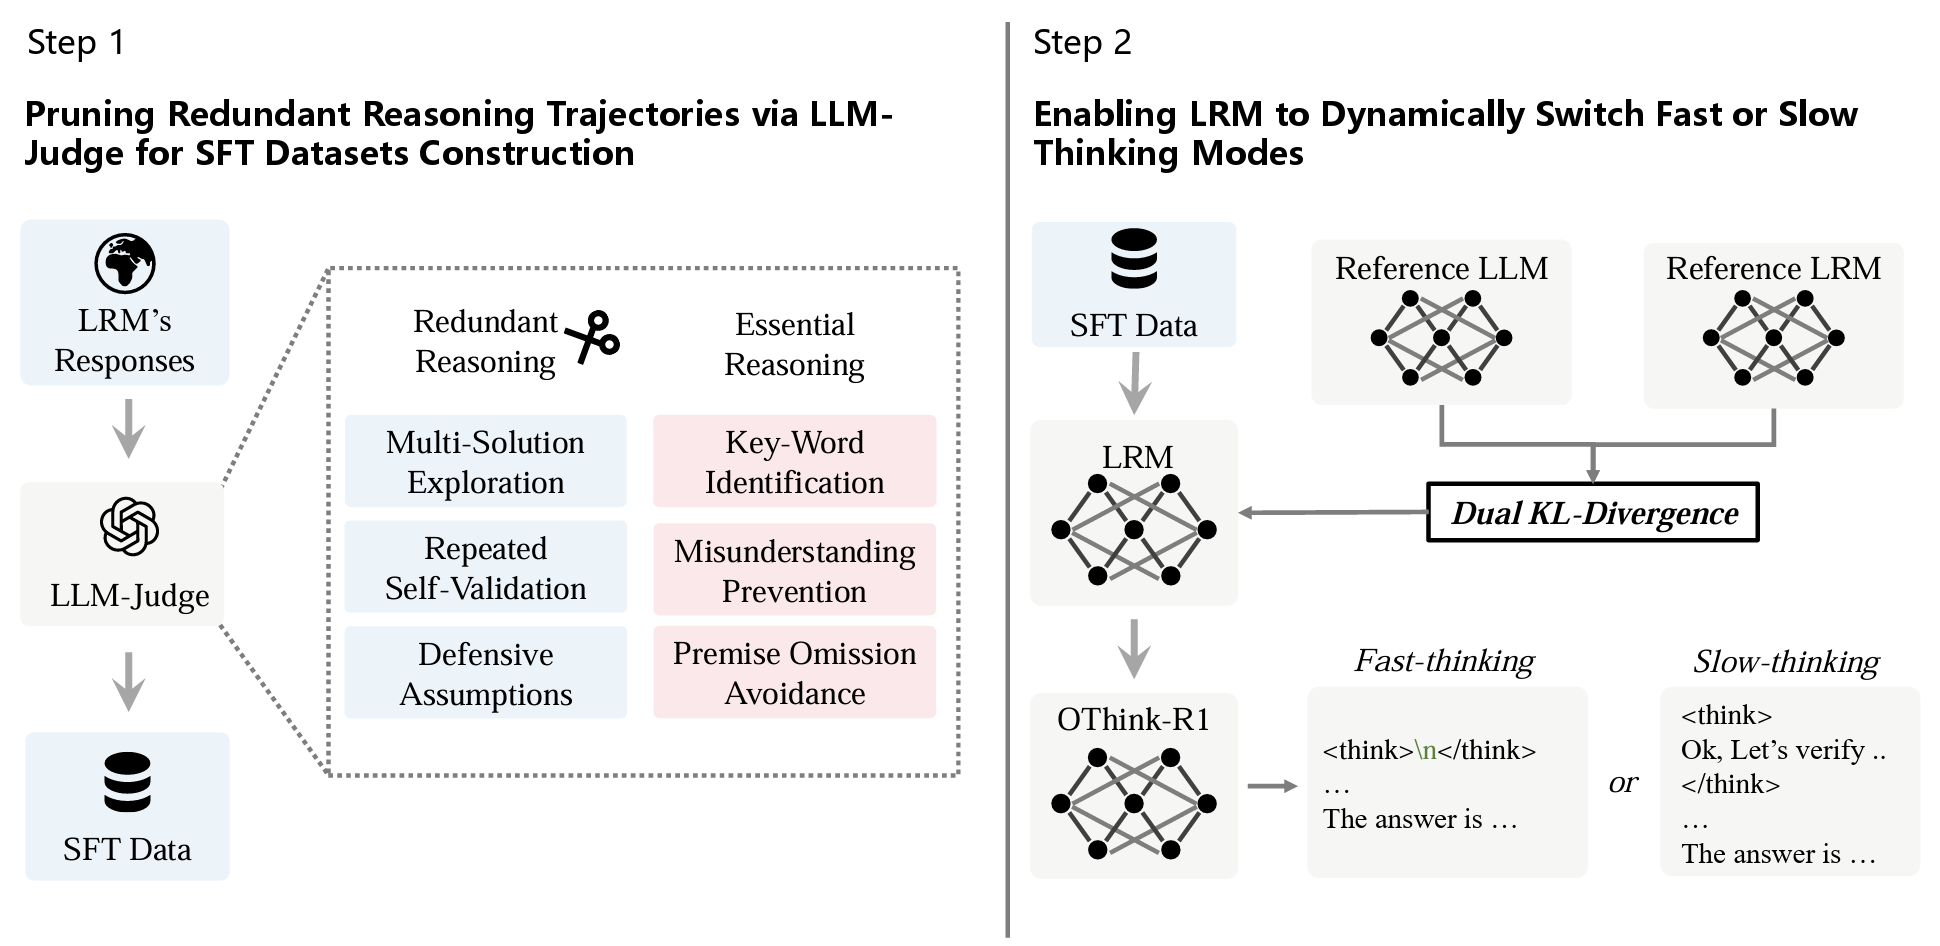 Step 1
Pruning Redundant Reasoning Trajectories via LLM-
Judge for SFT Datasets Construction
LRM’s
Responses
LLM-Judge
SFT Data
Redundant
Reasoning
Essential
Reasoning
Multi-Solution
Exploration
Key-Word
Identification
Repeated
Self-Validation
Misunderstanding
Prevention
Defensive
Assumptions
Premise Omission
Avoidance
Step 2
Enabling LRM to Dynamically Switch Fast or Slow
Thinking Modes
SFT Data
Reference LLM
Reference LRM
LRM
Dual KL-Divergence
OThink-R1
Fast-thinking
<think>\n</think>
…
The answer is …
or
Slow-thinking
<think>
Ok, Let’s verify ..
</think>
…
The answer is …